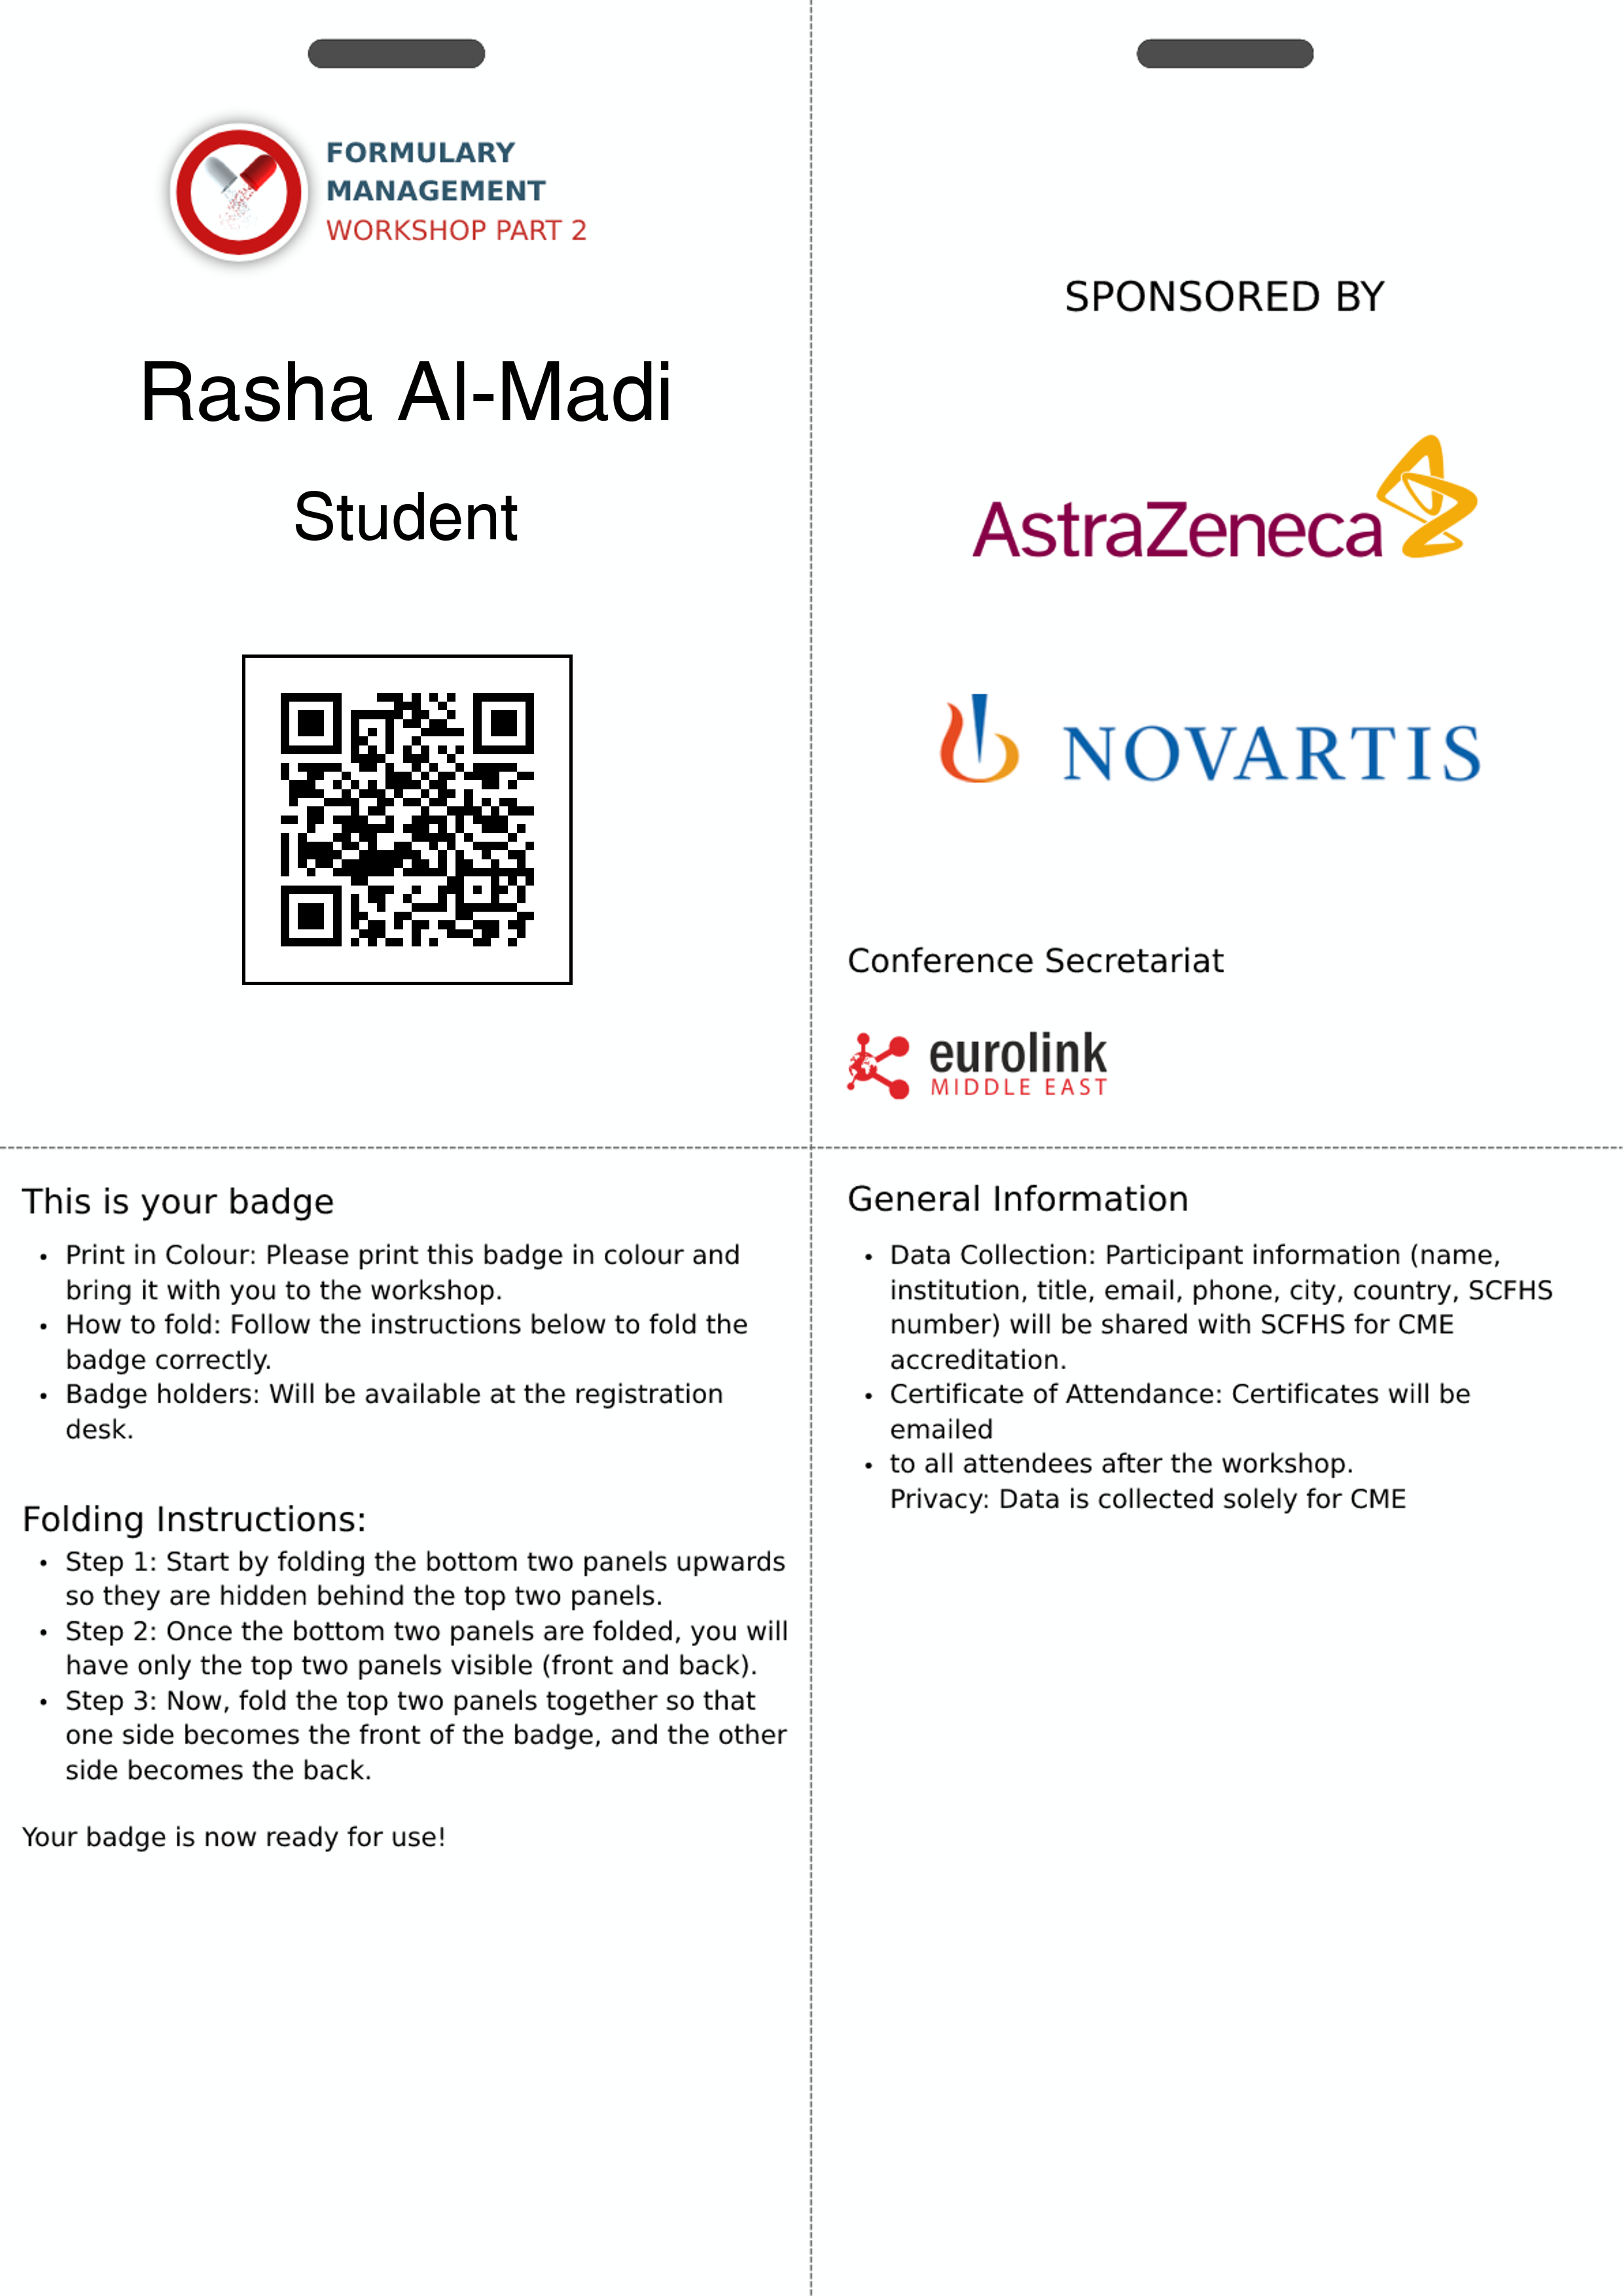 FORMULARY
MANAGEMENT
WORKSHOP PART 2
Rasha Al-Madi
Student
SPONSORED BY
AstraZeneca
NOVARTIS
Conference Secretariat
eurolink
MIDDLE EAST
This is your badge
• Print in Colour: Please print this badge in colour and
bring it with you to the workshop.
• How to fold: Follow the instructions below to fold the
badge correctly.
• Badge holders: Will be available at the registration
desk.
Folding Instructions:
• Step 1: Start by folding the bottom two panels upwards
so they are hidden behind the top two panels.
• Step 2: Once the bottom two panels are folded, you will
have only the top two panels visible (front and back).
• Step 3: Now, fold the top two panels together so that
one side becomes the front of the badge, and the other
side becomes the back.
Your badge is now ready for use!
General Information
• Data Collection: Participant information (name,
institution, title, email, phone, city, country, SCFHS
number) will be shared with SCFHS for CME
accreditation.
• Certificate of Attendance: Certificates will be
emailed
• to all attendees after the workshop.
Privacy: Data is collected solely for CME